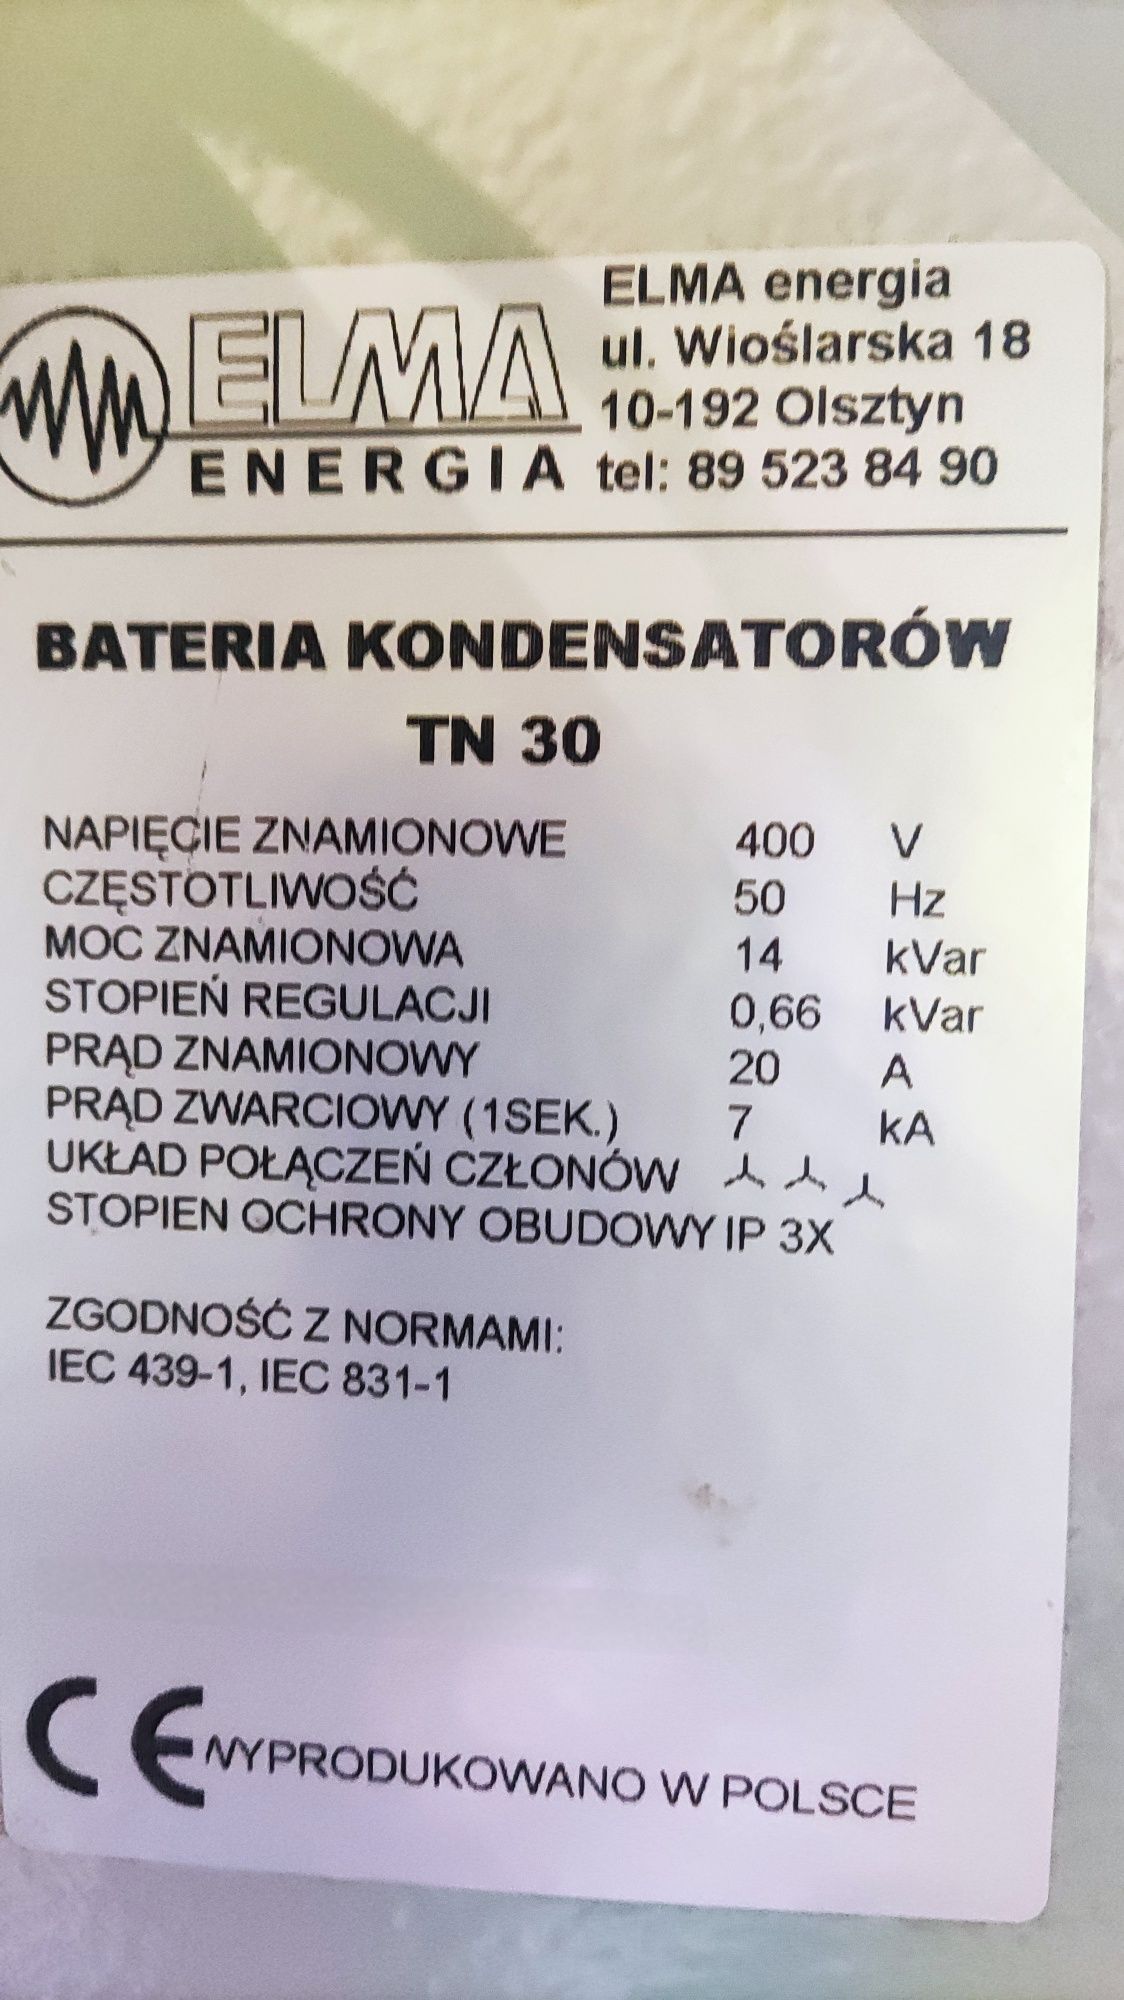 ELMA
ENERGIA
ELMA energia
ul. Wioślarska 18
10-192 Olsztyn
tel: 89 523 84 90
BATERIA KONDENSATORÓW
TN 30
NAPIĘCIE ZNAMIONOWE 400 V
CZĘSTOTLIWOŚĆ 50 Hz
MOC ZNAMIONOWA 14 kVar
STOPIEŃ REGULACJI 0,66 kVar
PRĄD ZNAMIONOWY 20 A
PRĄD ZWARCIOWY (1SEK.) 7 kA
UKŁAD POŁĄCZEŃ CZŁONÓW
STOPIEN OCHRONY OBUDOWY IP 3X
ZGODNOŚĆ Z NORMAMI:
IEC 439-1, IEC 831-1
CE WYPRODUKOWANO W POLSCE